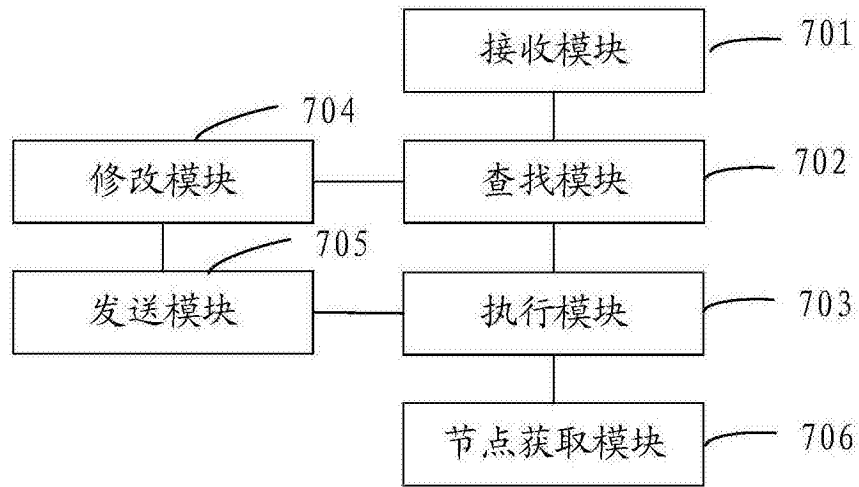 接收模块
701
704
修改模块
查找模块
702
705
发送模块
执行模块
703
节点获取模块
706